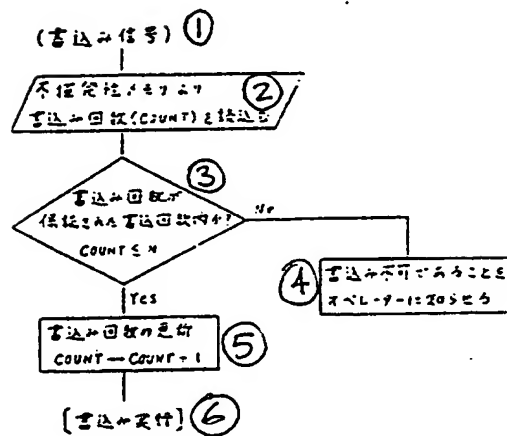 (書込み信号) ①
不揮発性メモリより ②
書込み回数(COUNT)を読込む
③
書込み回数が
保証された書込回数内か?
COUNT ≤ N
No
④ 書込み不可であることを
オペレーターに知らせる
Yes
書込み回数の更新
COUNT ← COUNT + 1 ⑤
[書込み実行] ⑥